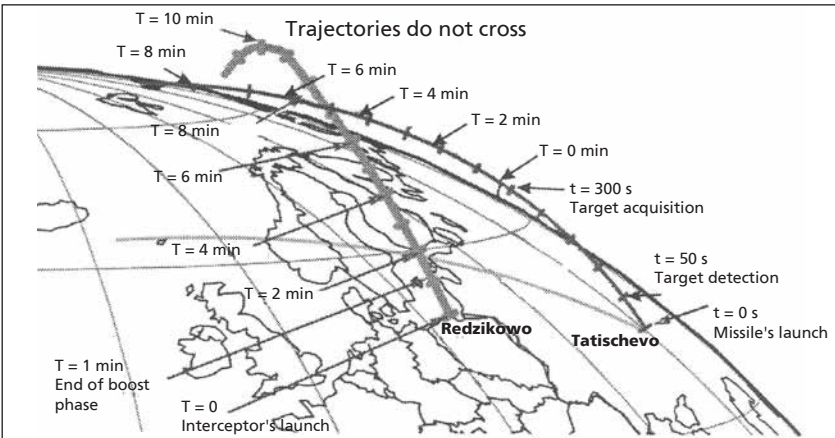 T = 10 min
Trajectories do not cross
T = 8 min
T = 6 min
T = 4 min
T = 2 min
T = 8 min
T = 0 min
T = 6 min
t = 300 s
Target acquisition
T = 4 min
t = 50 s
Target detection
T = 2 min
t = 0 s
Missile's launch
Redzikowo
Tatischevo
T = 1 min
End of boost
phase
T = 0
Interceptor's launch